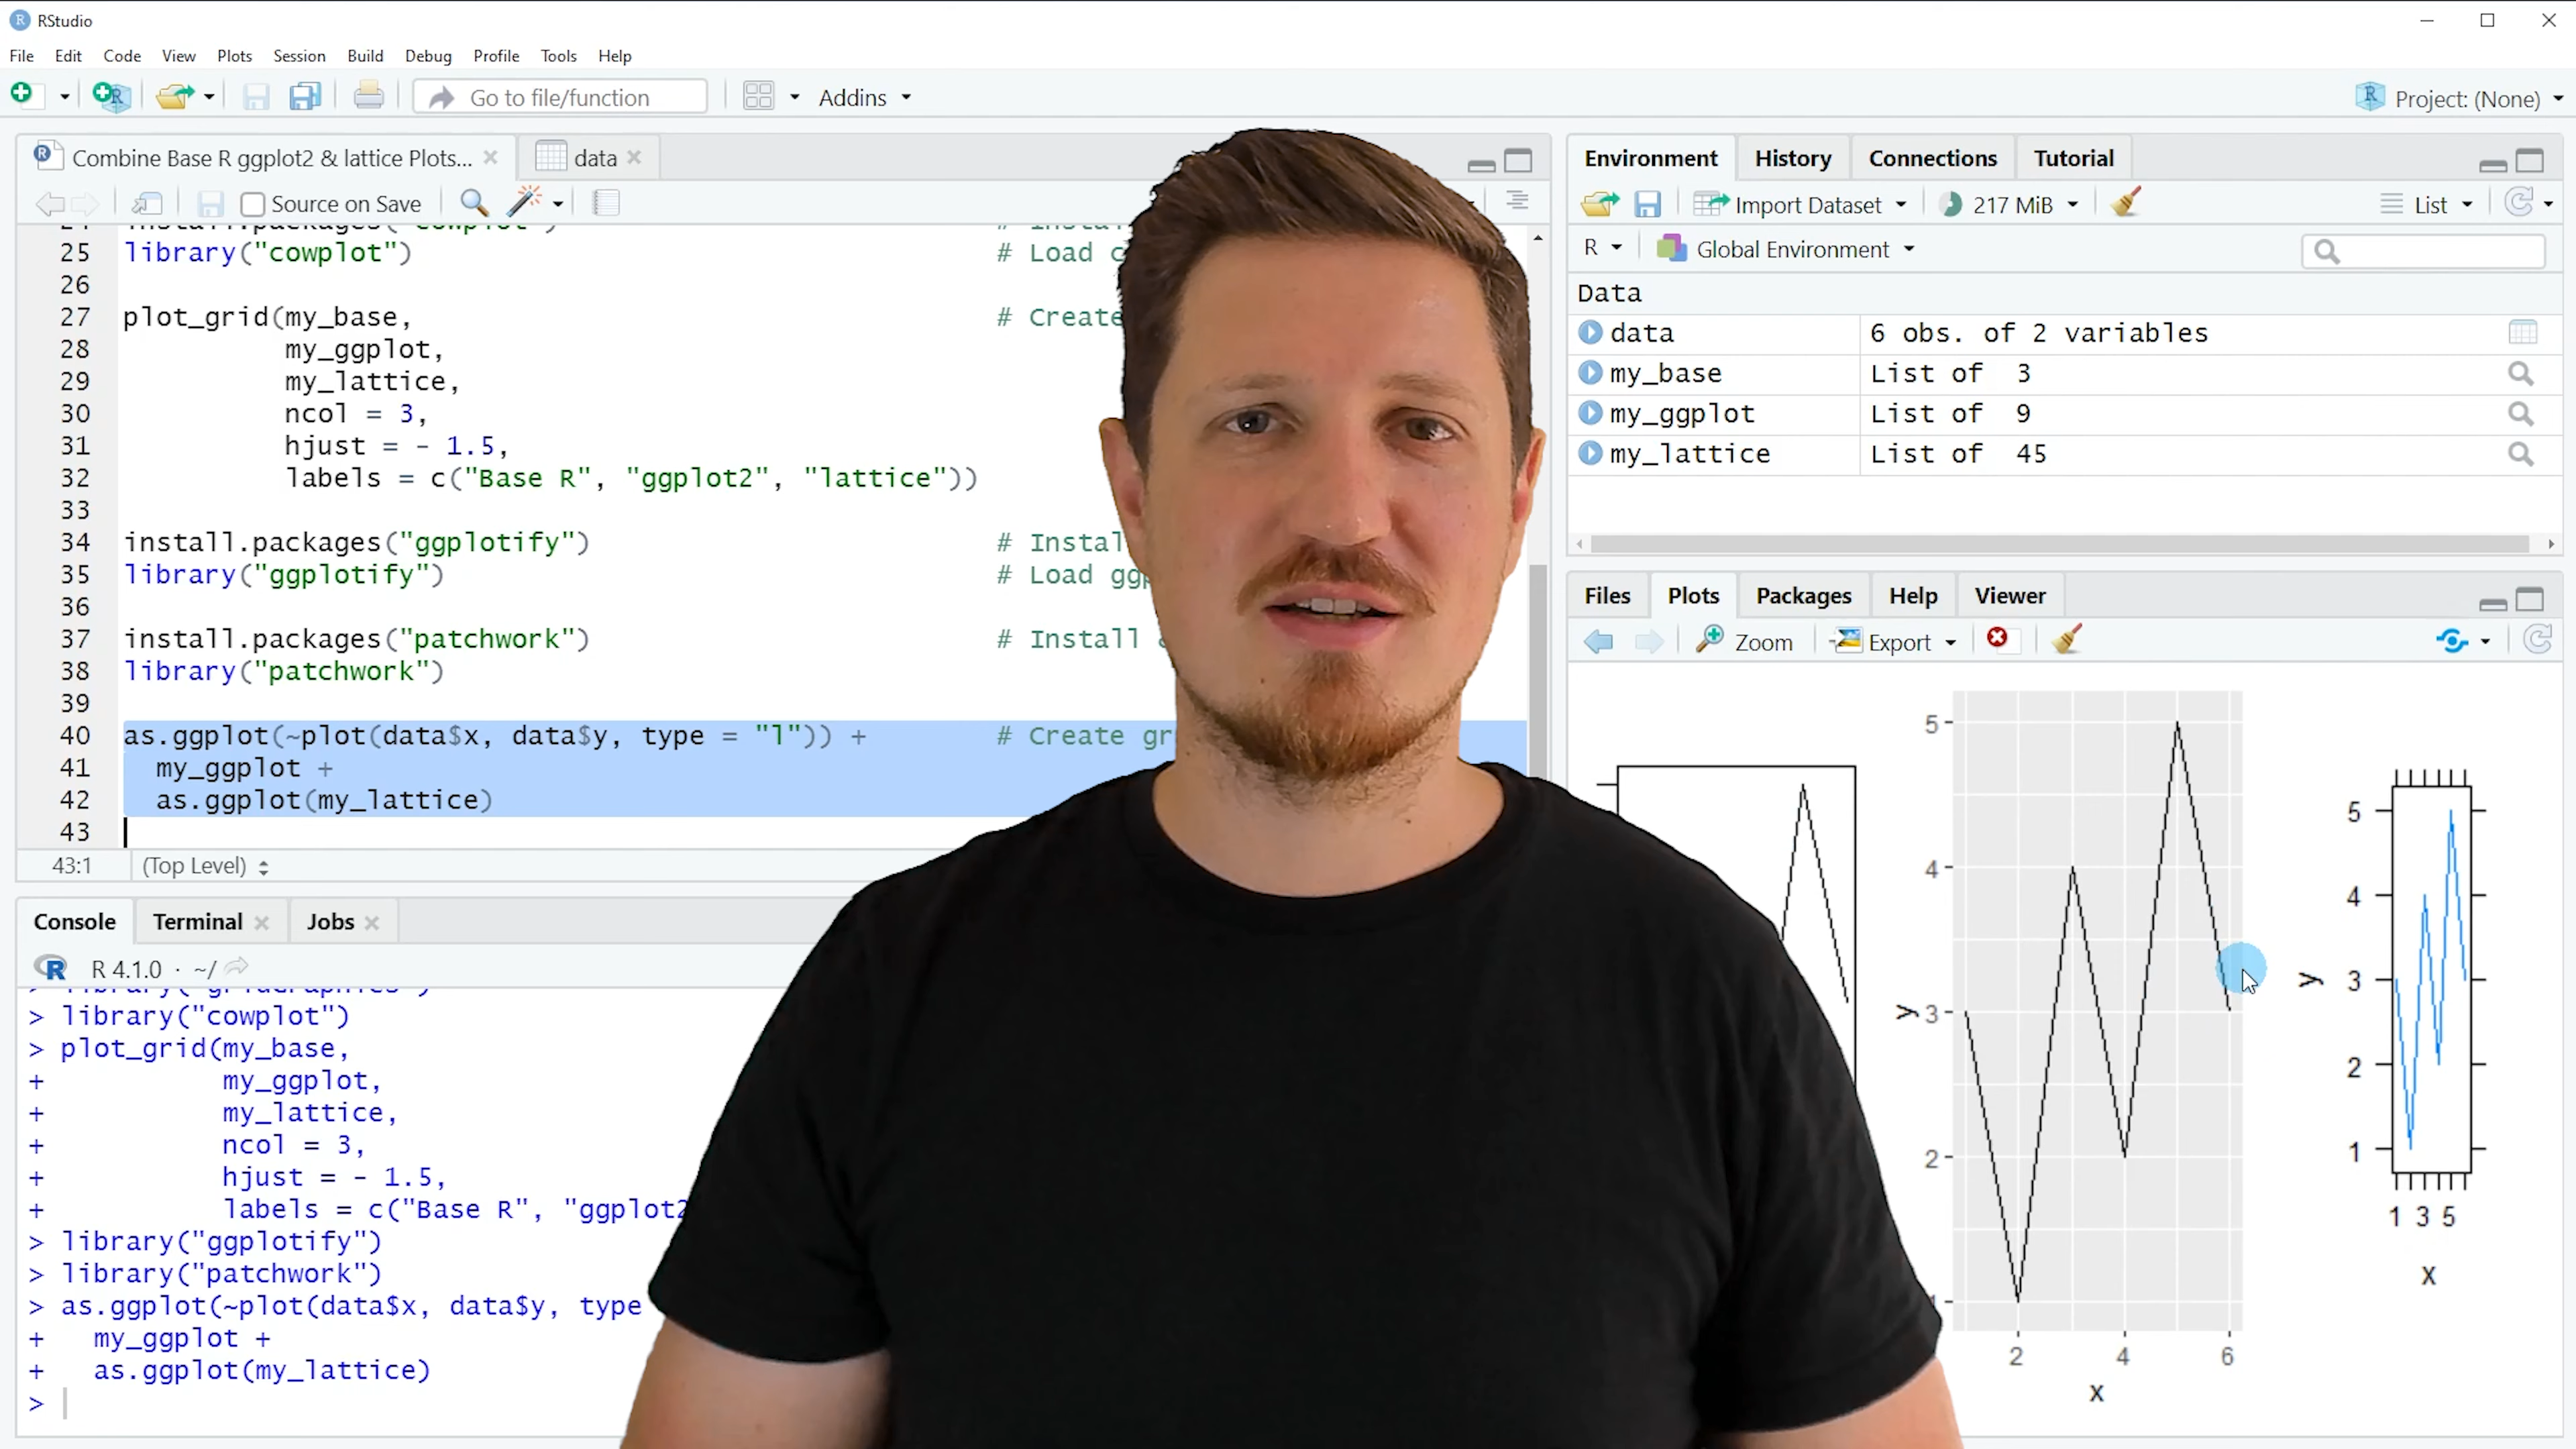 RStudio
File Edit Code View Plots Session Build Debug Profile Tools Help
Go to file/function Addins Project: (None)
Combine Base R ggplot2 & lattice Plots... data
Source on Save
25 library("cowplot") # Load
26
27 plot_grid(my_base, # Create
28 my_ggplot,
29 my_lattice,
30 ncol = 3,
31 hjust = - 1.5,
32 labels = c("Base R", "ggplot2", "lattice"))
33
34 install.packages("ggplotify") #
35 library("ggplotify") # Load
36
37 install.packages("patchwork") # Install
38 library("patchwork")
39
40 as.ggplot(~plot(data$x, data$y, type = "l")) + # Create
41 my_ggplot +
42 as.ggplot(my_lattice)
43
43:1 (Top Level)
Console Terminal Jobs
R 4.1.0 · ~/
> library("cowplot")
> plot_grid(my_base,
+ my_ggplot,
+ my_lattice,
+ ncol = 3,
+ hjust = - 1.5,
+ labels = c("Base R", "ggplot2
> library("ggplotify")
> library("patchwork")
> as.ggplot(~plot(data$x, data$y, type
+ my_ggplot +
+ as.ggplot(my_lattice)
>
Environment History Connections Tutorial
Import Dataset 217 MiB List
R Global Environment
Data
data 6 obs. of 2 variables
my_base List of 3
my_ggplot List of 9
my_lattice List of 45
Files Plots Packages Help Viewer
Zoom Export
5
4
3
2
1
y
2 4 6
x
5
4
3
2
1
y
1 3 5
x